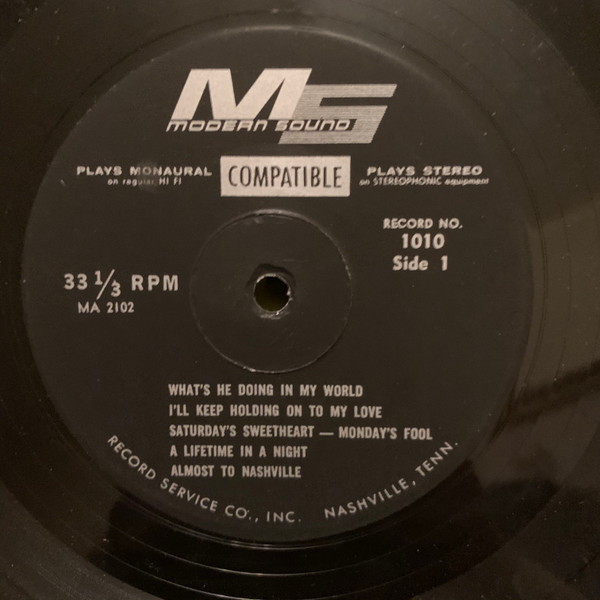 MS
MODERN SOUND
PLAYS MONAURAL
on regular HI FI
COMPATIBLE
PLAYS STEREO
on STEREOPHONIC equipment
RECORD NO.
1010
Side 1
33 1/3 RPM
MA 2102
WHAT'S HE DOING IN MY WORLD
I'LL KEEP HOLDING ON TO MY LOVE
SATURDAY'S SWEETHEART — MONDAY'S FOOL
A LIFETIME IN A NIGHT
ALMOST TO NASHVILLE
RECORD SERVICE CO., INC. NASHVILLE, TENN.